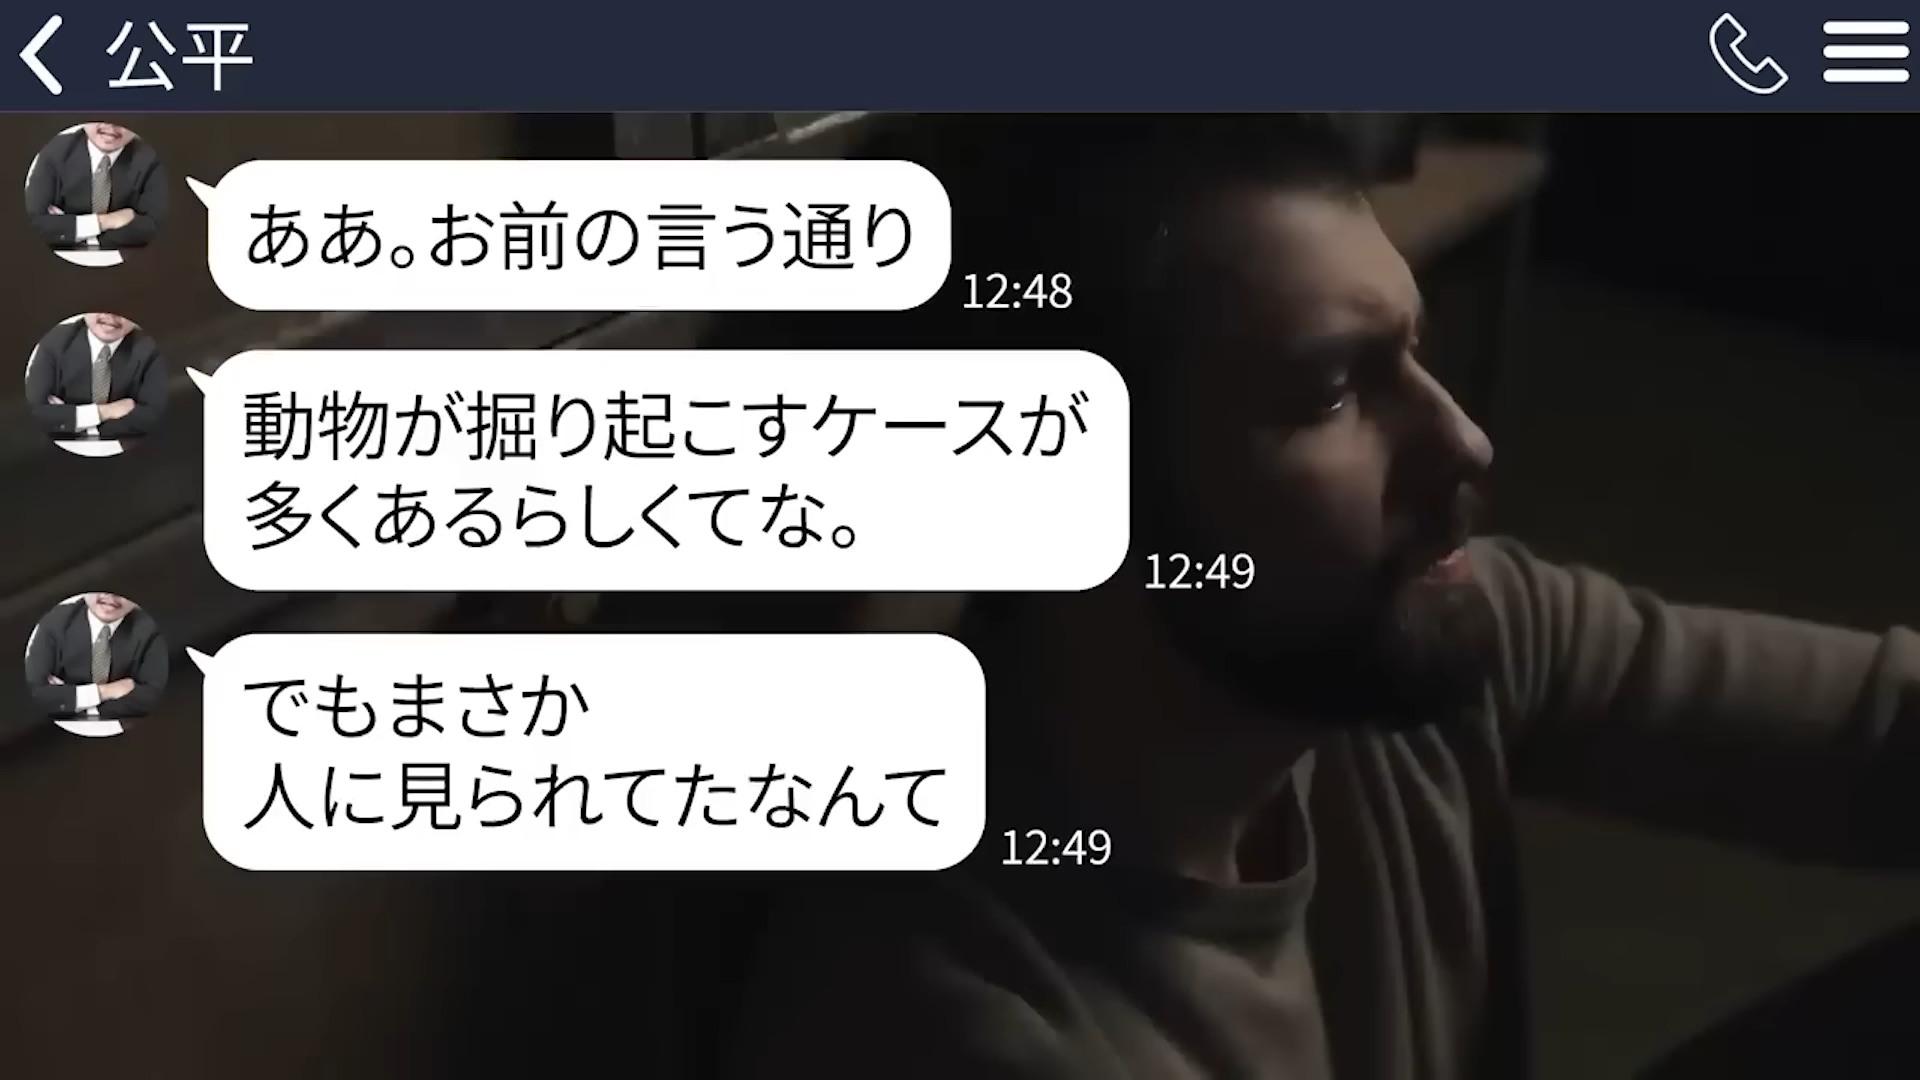 公平
ああ。お前の言う通り
12:48
動物が掘り起こすケースが
多くあるらしくてな。
12:49
でもまさか
人に見られてたなんて
12:49